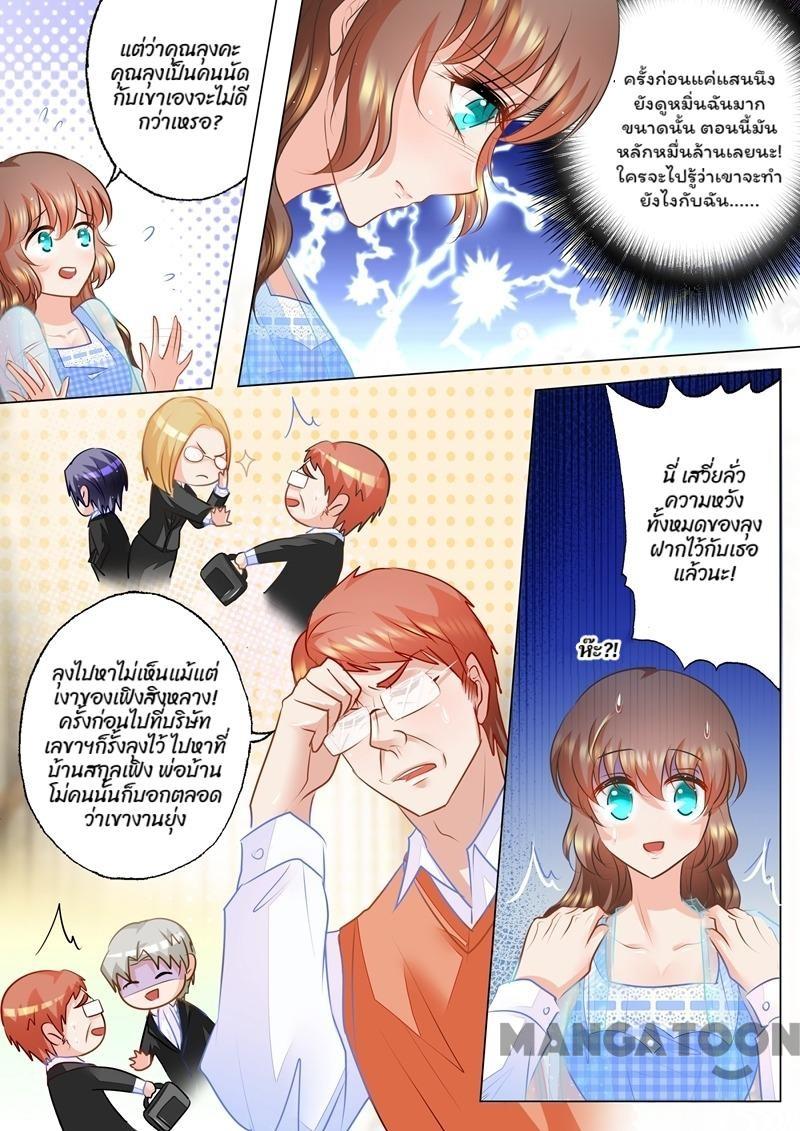 แต่ว่าคุณลุงคะ
คุณลุงเป็นคนนัด
กับเขาเองจะไม่ดี
กว่าเหรอ?
ครั้งก่อนแค่แสนนึง
ยังดูหมิ่นฉันมาก
ขนาดนั้น ตอนนี้มัน
หลักหมื่นล้านเลยนะ!
ใครจะไปรู้ว่าเขาจะทำ
ยังไงกับฉัน......
นี่ เสวี่ยลั่ว
ความหวัง
ทั้งหมดของลุง
ฝากไว้กับเธอ
แล้วนะ!
ห๊ะ?!
ลุงไปหาไม่เห็นแม้แต่
เงาของเฟิงสิงหลาง!
ครั้งก่อนไปที่บริษัท
เลขาฯก็รั้งลุงไว้ ไปหาที่
บ้านสกุลเฟิง พ่อบ้าน
โม่คนนั้นก็บอกตลอด
ว่าเขางานยุ่ง
MANGATOON